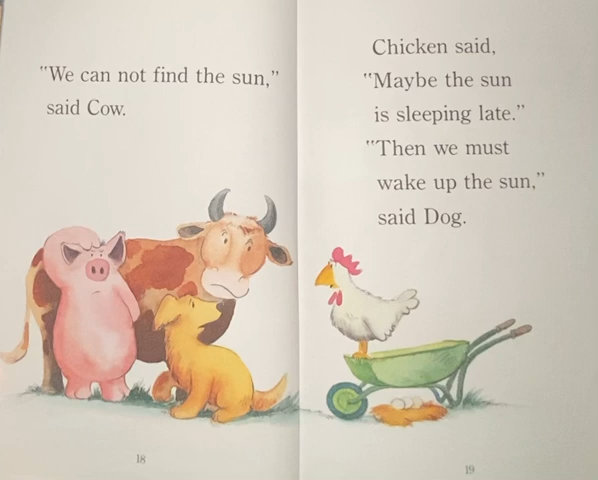 "We can not find the sun,"
said Cow.
18
Chicken said,
"Maybe the sun
is sleeping late."
"Then we must
wake up the sun,"
said Dog.
19